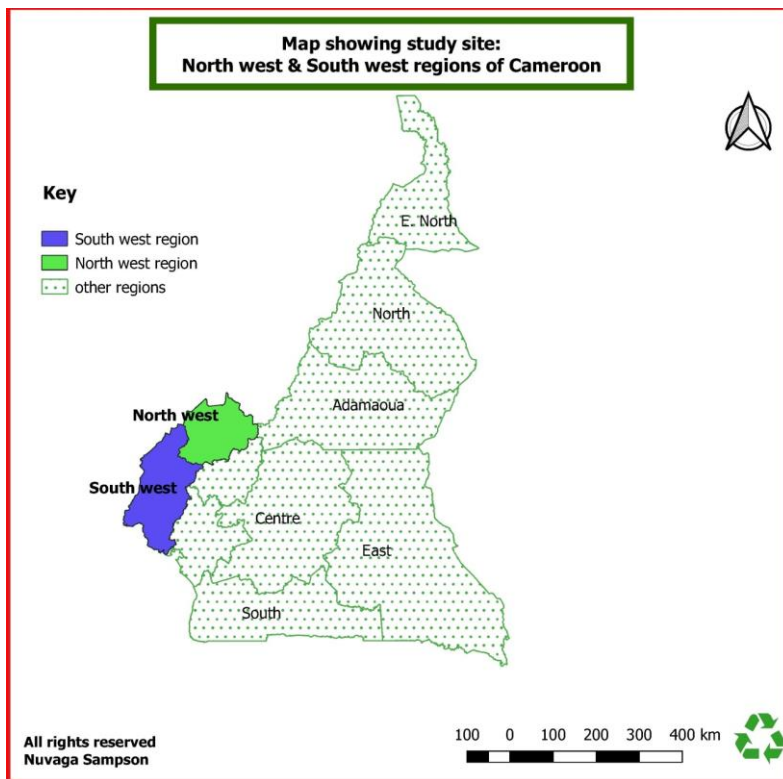 Map showing study site:
North west & South west regions of Cameroon
Key
South west region
North west region
other regions
E. North
North
Adamaoua
North west
South west
Centre
East
South
All rights reserved
Nuvaga Sampson
100 0 100 200 300 400 km